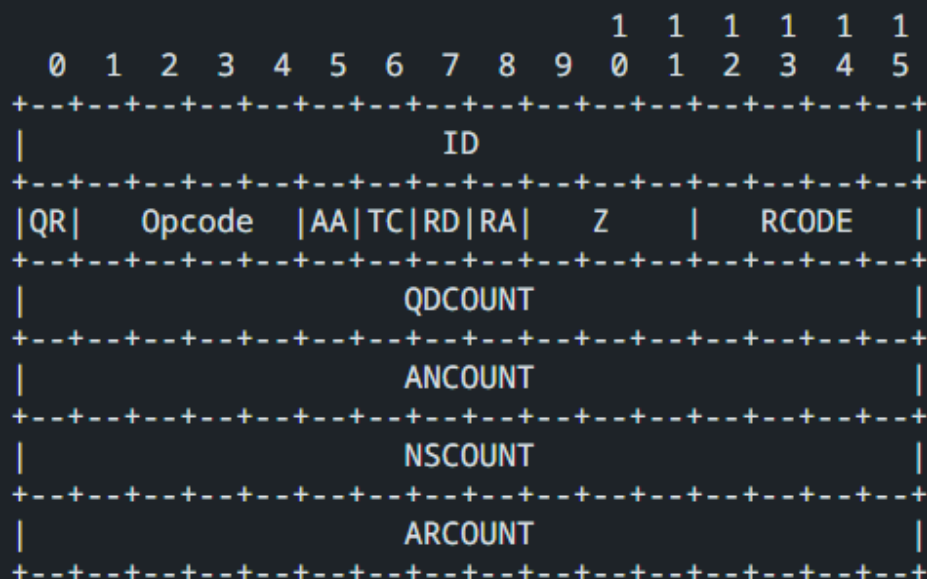 1  1  1  1  1  1
  0  1  2  3  4  5  6  7  8  9  0  1  2  3  4  5
+--+--+--+--+--+--+--+--+--+--+--+--+--+--+--+--+
|                      ID                       |
+--+--+--+--+--+--+--+--+--+--+--+--+--+--+--+--+
|QR|   Opcode  |AA|TC|RD|RA|   Z    |   RCODE   |
+--+--+--+--+--+--+--+--+--+--+--+--+--+--+--+--+
|                    QDCOUNT                    |
+--+--+--+--+--+--+--+--+--+--+--+--+--+--+--+--+
|                    ANCOUNT                    |
+--+--+--+--+--+--+--+--+--+--+--+--+--+--+--+--+
|                    NSCOUNT                    |
+--+--+--+--+--+--+--+--+--+--+--+--+--+--+--+--+
|                    ARCOUNT                    |
+--+--+--+--+--+--+--+--+--+--+--+--+--+--+--+--+